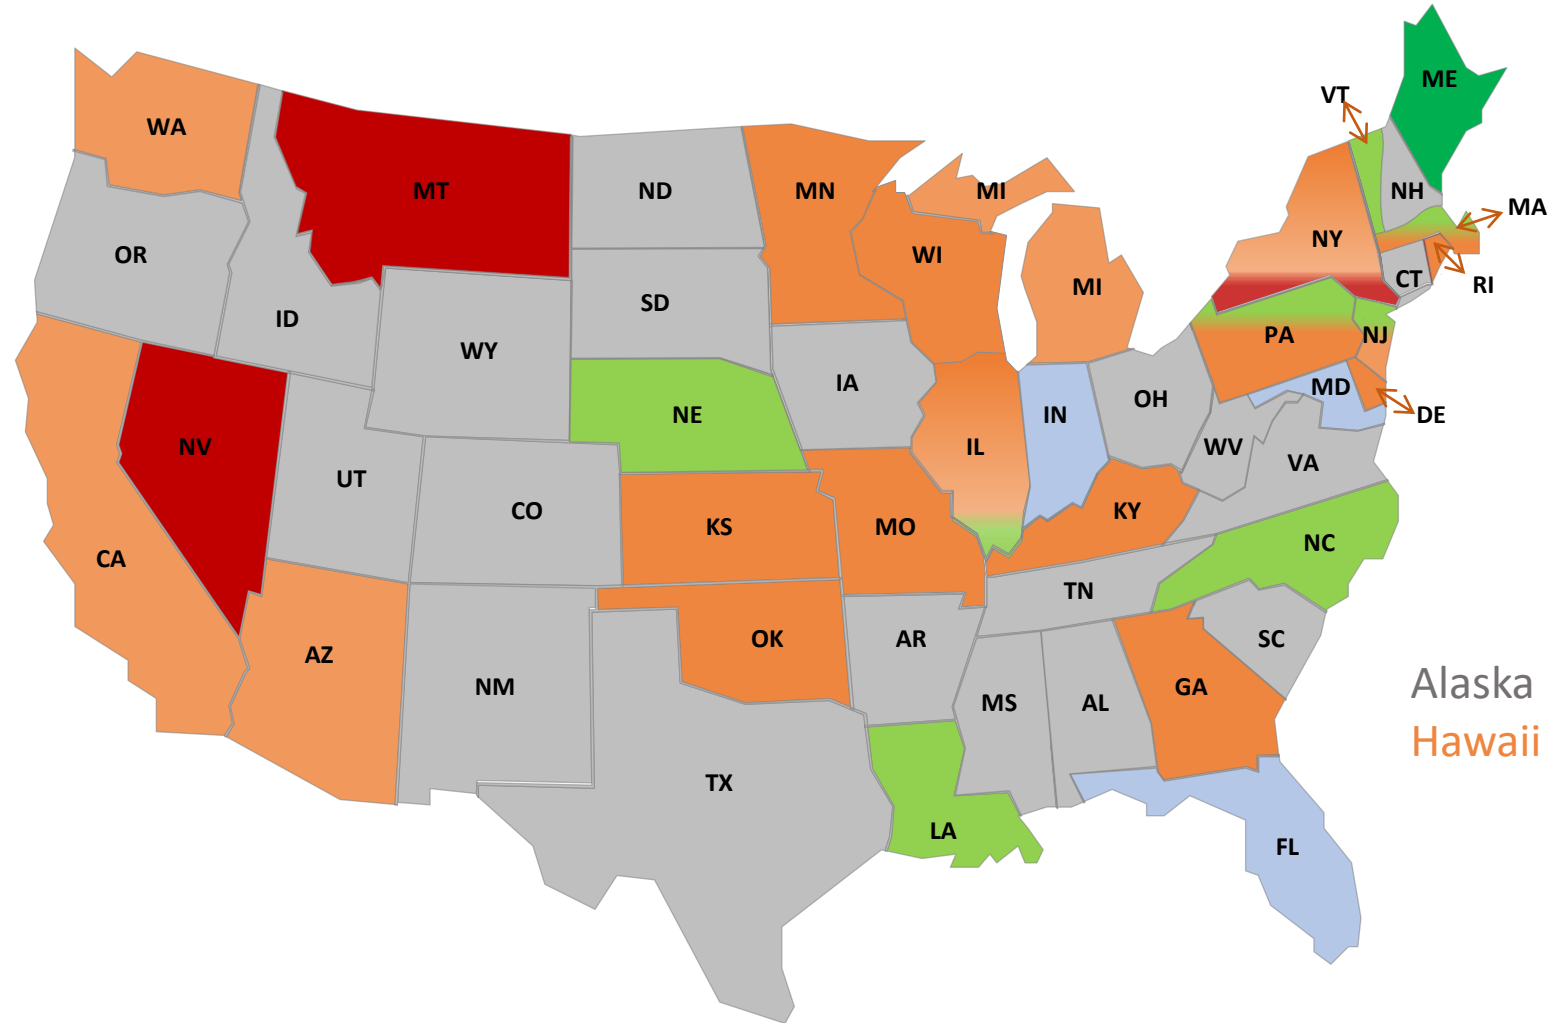 ME
VT
WA
MT
ND
MN
MI
NH
MA
OR
WI
NY
ID
SD
MI
CT
RI
WY
PA
NJ
IA
NE
OH
MD
DE
NV
UT
IL
IN
WV
VA
CO
KS
MO
KY
NC
CA
TN
AZ
OK
AR
SC
NM
MS
AL
GA
Alaska
Hawaii
TX
LA
FL